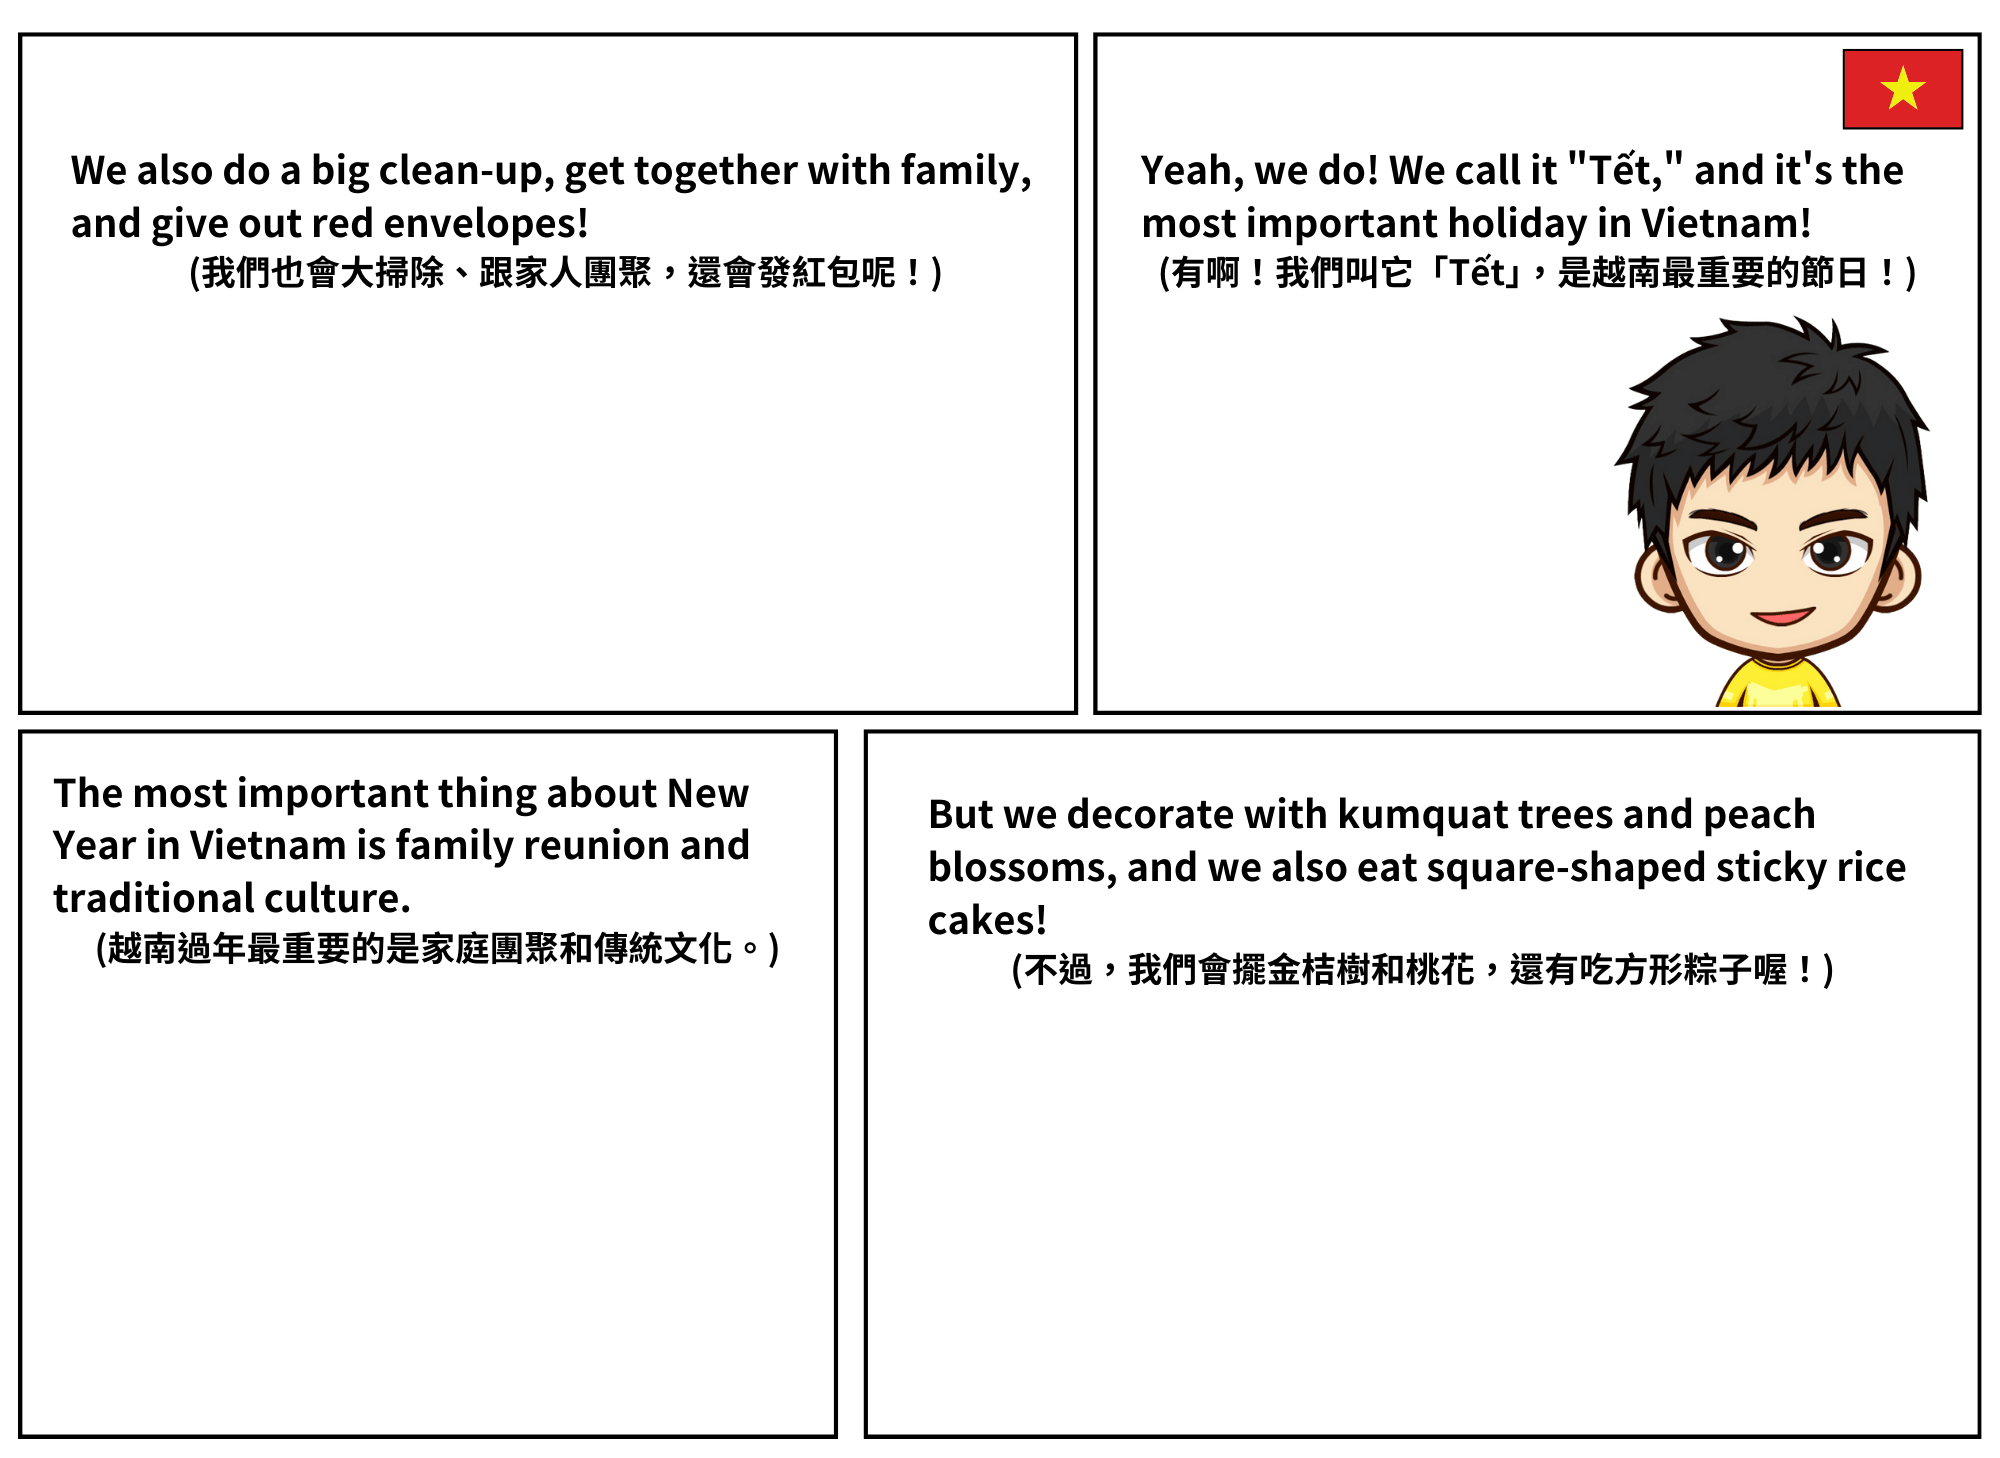 We also do a big clean-up, get together with family,
and give out red envelopes!
(我們也會大掃除、跟家人團聚，還會發紅包呢！)
Yeah, we do! We call it "Tết," and it's the
most important holiday in Vietnam!
(有啊！我們叫它「Tết」，是越南最重要的節日！)
The most important thing about New
Year in Vietnam is family reunion and
traditional culture.
(越南過年最重要的是家庭團聚和傳統文化。)
But we decorate with kumquat trees and peach
blossoms, and we also eat square-shaped sticky rice
cakes!
(不過，我們會擺金桔樹和桃花，還有吃方形粽子喔！)